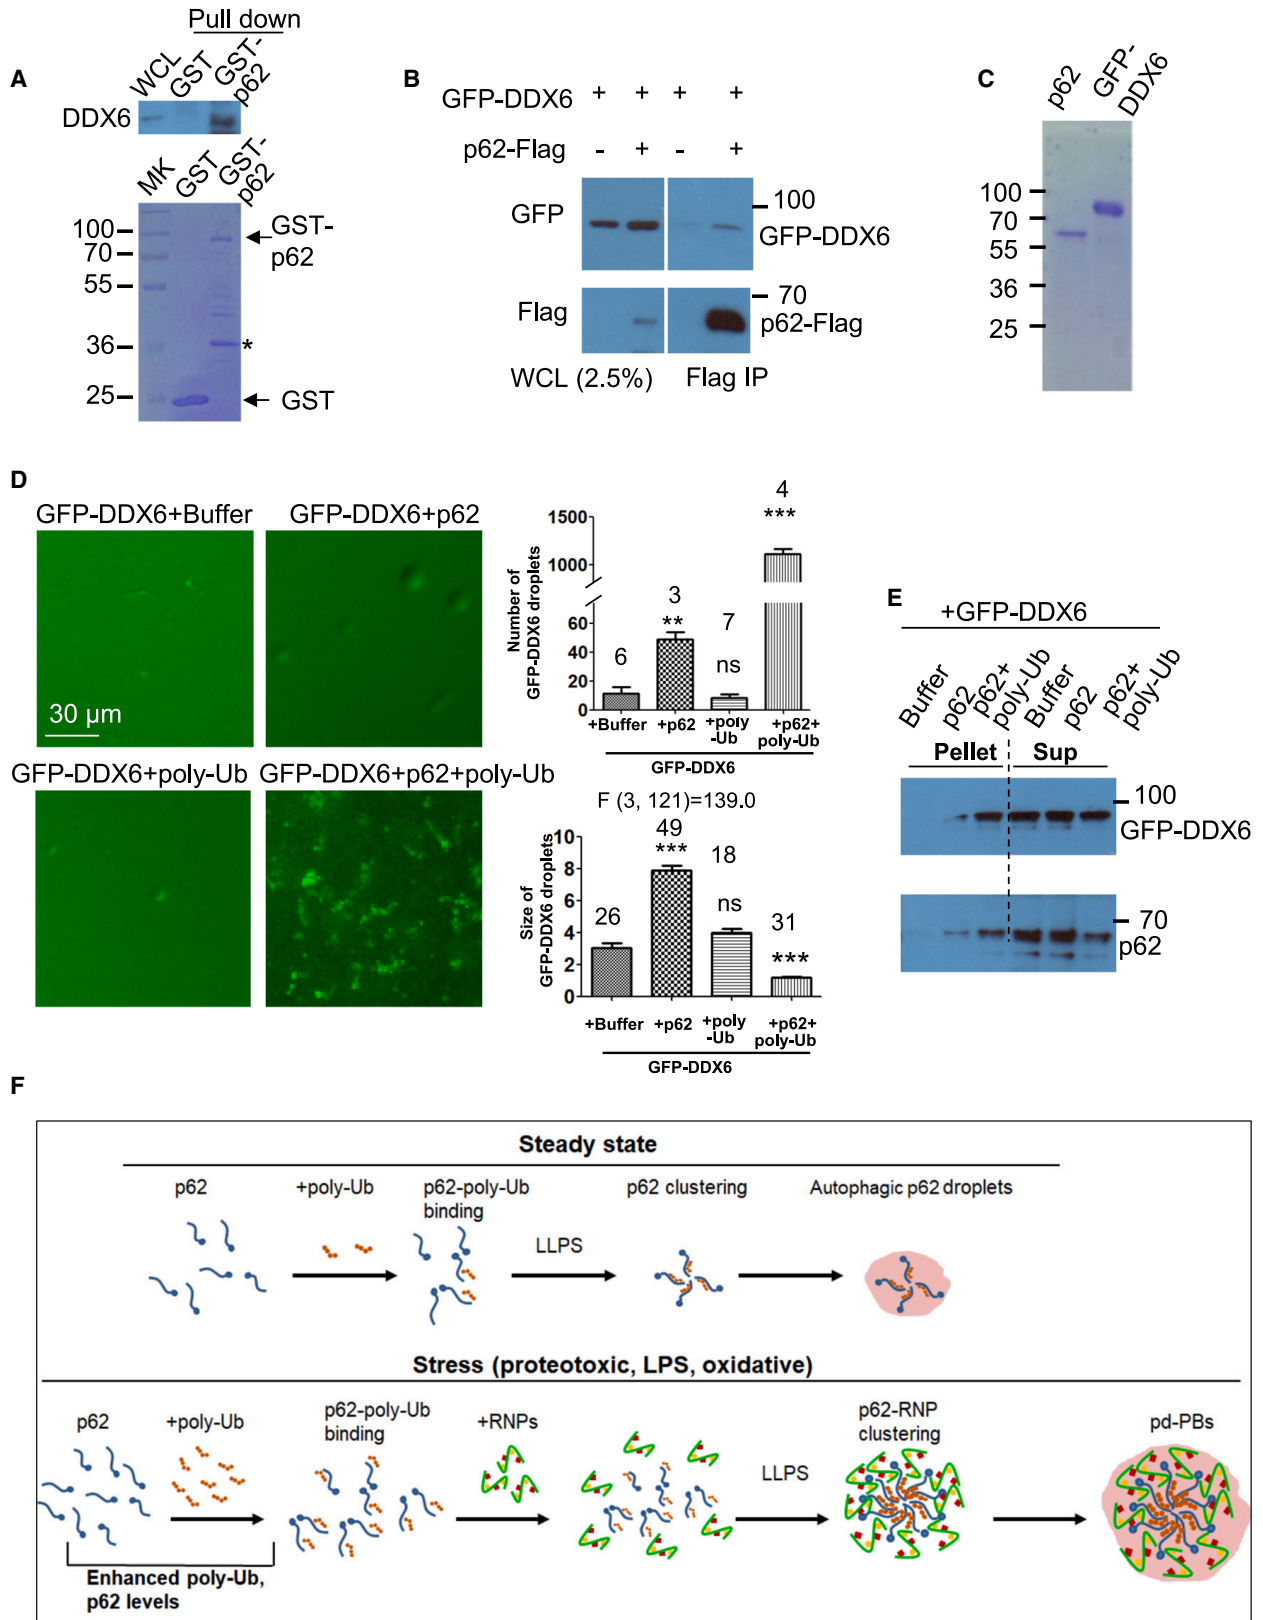 A
Pull down
WCL
GST
GST-
p62
DDX6
MK
GST
GST-
p62
100
70
55
36
25
GST-
p62
*
GST
B
GFP-DDX6 + + + +
p62-Flag - + - +
GFP
100
GFP-DDX6
Flag
70
p62-Flag
WCL (2.5%) Flag IP
C
p62
GFP-
DDX6
100
70
55
36
25
D
GFP-DDX6+Buffer
GFP-DDX6+p62
30 μm
GFP-DDX6+poly-Ub
GFP-DDX6+p62+poly-Ub
Number of
GFP-DDX6 droplets
1500
1000
60
40
20
0
6
3
**
7
ns
4
***
+Buffer
+p62
+poly
-Ub
+p62+
poly-Ub
GFP-DDX6
F (3, 121)=139.0
Size of
GFP-DDX6 droplets
10
8
6
4
2
0
26
49
***
18
ns
31
***
+Buffer
+p62
+poly
-Ub
+p62+
poly-Ub
GFP-DDX6
E
+GFP-DDX6
Buffer
p62
p62+
poly-Ub
Buffer
p62
p62+
poly-Ub
Pellet
Sup
100
GFP-DDX6
70
p62
F
Steady state
p62
+poly-Ub
p62-poly-Ub
binding
LLPS
p62 clustering
Autophagic p62 droplets
Stress (proteotoxic, LPS, oxidative)
p62
+poly-Ub
p62-poly-Ub
binding
+RNPs
LLPS
p62-RNP
clustering
pd-PBs
Enhanced poly-Ub,
p62 levels